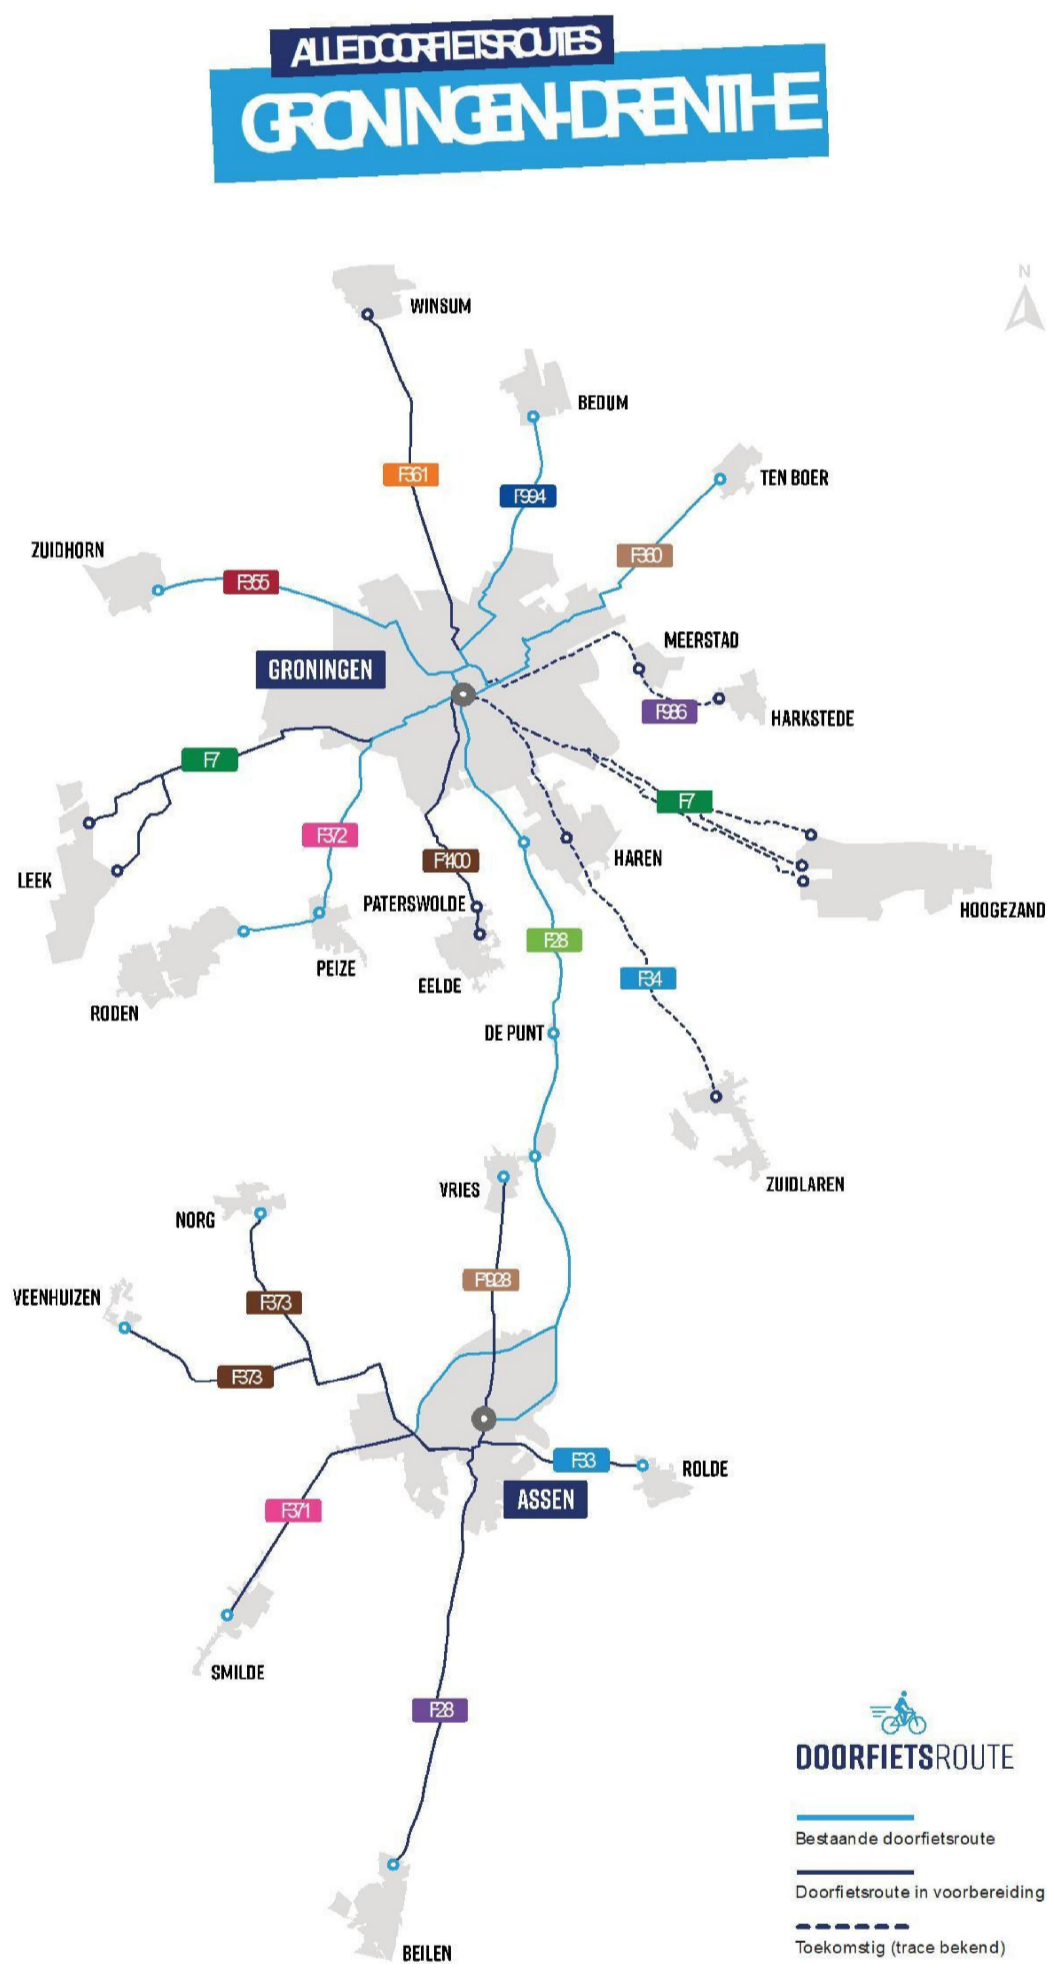 ALLE DOORFIETSROUTES
GRONINGEN-DRENTHE
N
WINSUM
BEDUM
F361
TEN BOER
F994
ZUIDHORN
F360
F355
MEERSTAD
GRONINGEN
F986
HARKSTEDE
F7
F7
F372
F1400
HAREN
LEEK
PATERSWOLDE
HOOGEZAND
F28
PEIZE
EELDE
F34
RODEN
DE PUNT
VRIES
ZUIDLAREN
NORG
F1928
VEENHUIZEN
F373
F373
F33
ROLDE
ASSEN
F371
SMILDE
F28
DOORFIETSROUTE
Bestaande doorfietsroute
Doorfietsroute in voorbereiding
Toekomstig (trace bekend)
BEILEN